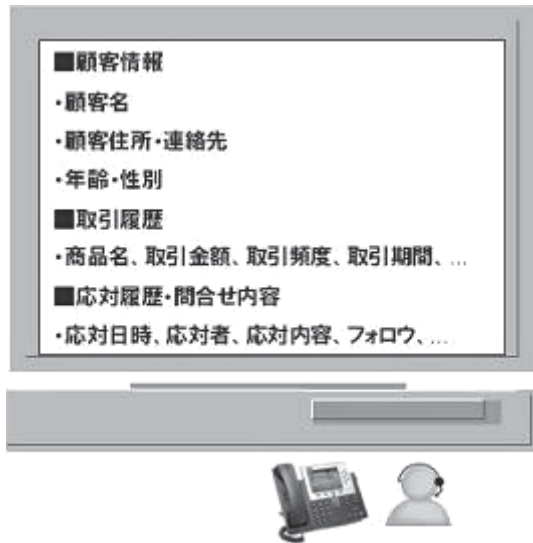 ■顧客情報
・顧客名
・顧客住所・連絡先
・年齢・性別
■取引履歴
・商品名、取引金額、取引頻度、取引期間、…
■応対履歴・問合せ内容
・応対日時、応対者、応対内容、フォロウ、…